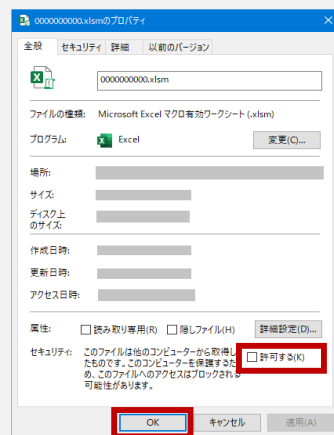 0000000000.xlsmのプロパティ
全般 セキュリティ 詳細 以前のバージョン
0000000000.xlsm
ファイルの種類: Microsoft Excel マクロ有効ワークシート (.xlsm)
プログラム: Excel 変更(C)...
場所:
サイズ:
ディスク上
のサイズ:
作成日時:
更新日時:
アクセス日時:
属性: 読み取り専用(R) 隠しファイル(H) 詳細設定(D)...
セキュリティ: このファイルは他のコンピューターから取得し
たものです。このコンピューターを保護するた
め、このファイルへのアクセスはブロックされる
可能性があります。
許可する(K)
OK キャンセル 適用(A)